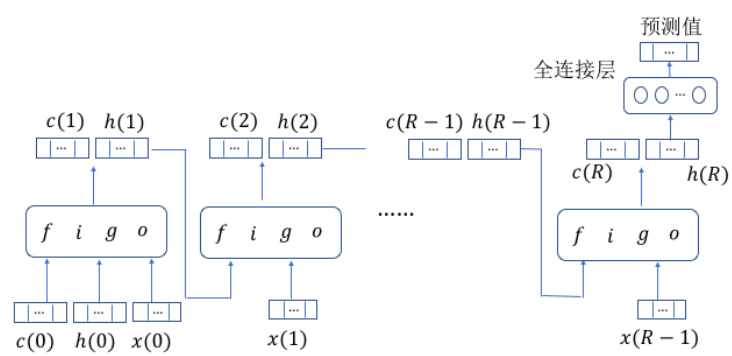 预测值
...
全连接层
...
c(1) h(1)
... ...
c(2) h(2)
... ...
c(R − 1) h(R − 1)
... ...
... ...
c(R) h(R)
f i g o
f i g o
......
f i g o
... ... ...
c(0) h(0) x(0)
...
x(1)
...
x(R − 1)